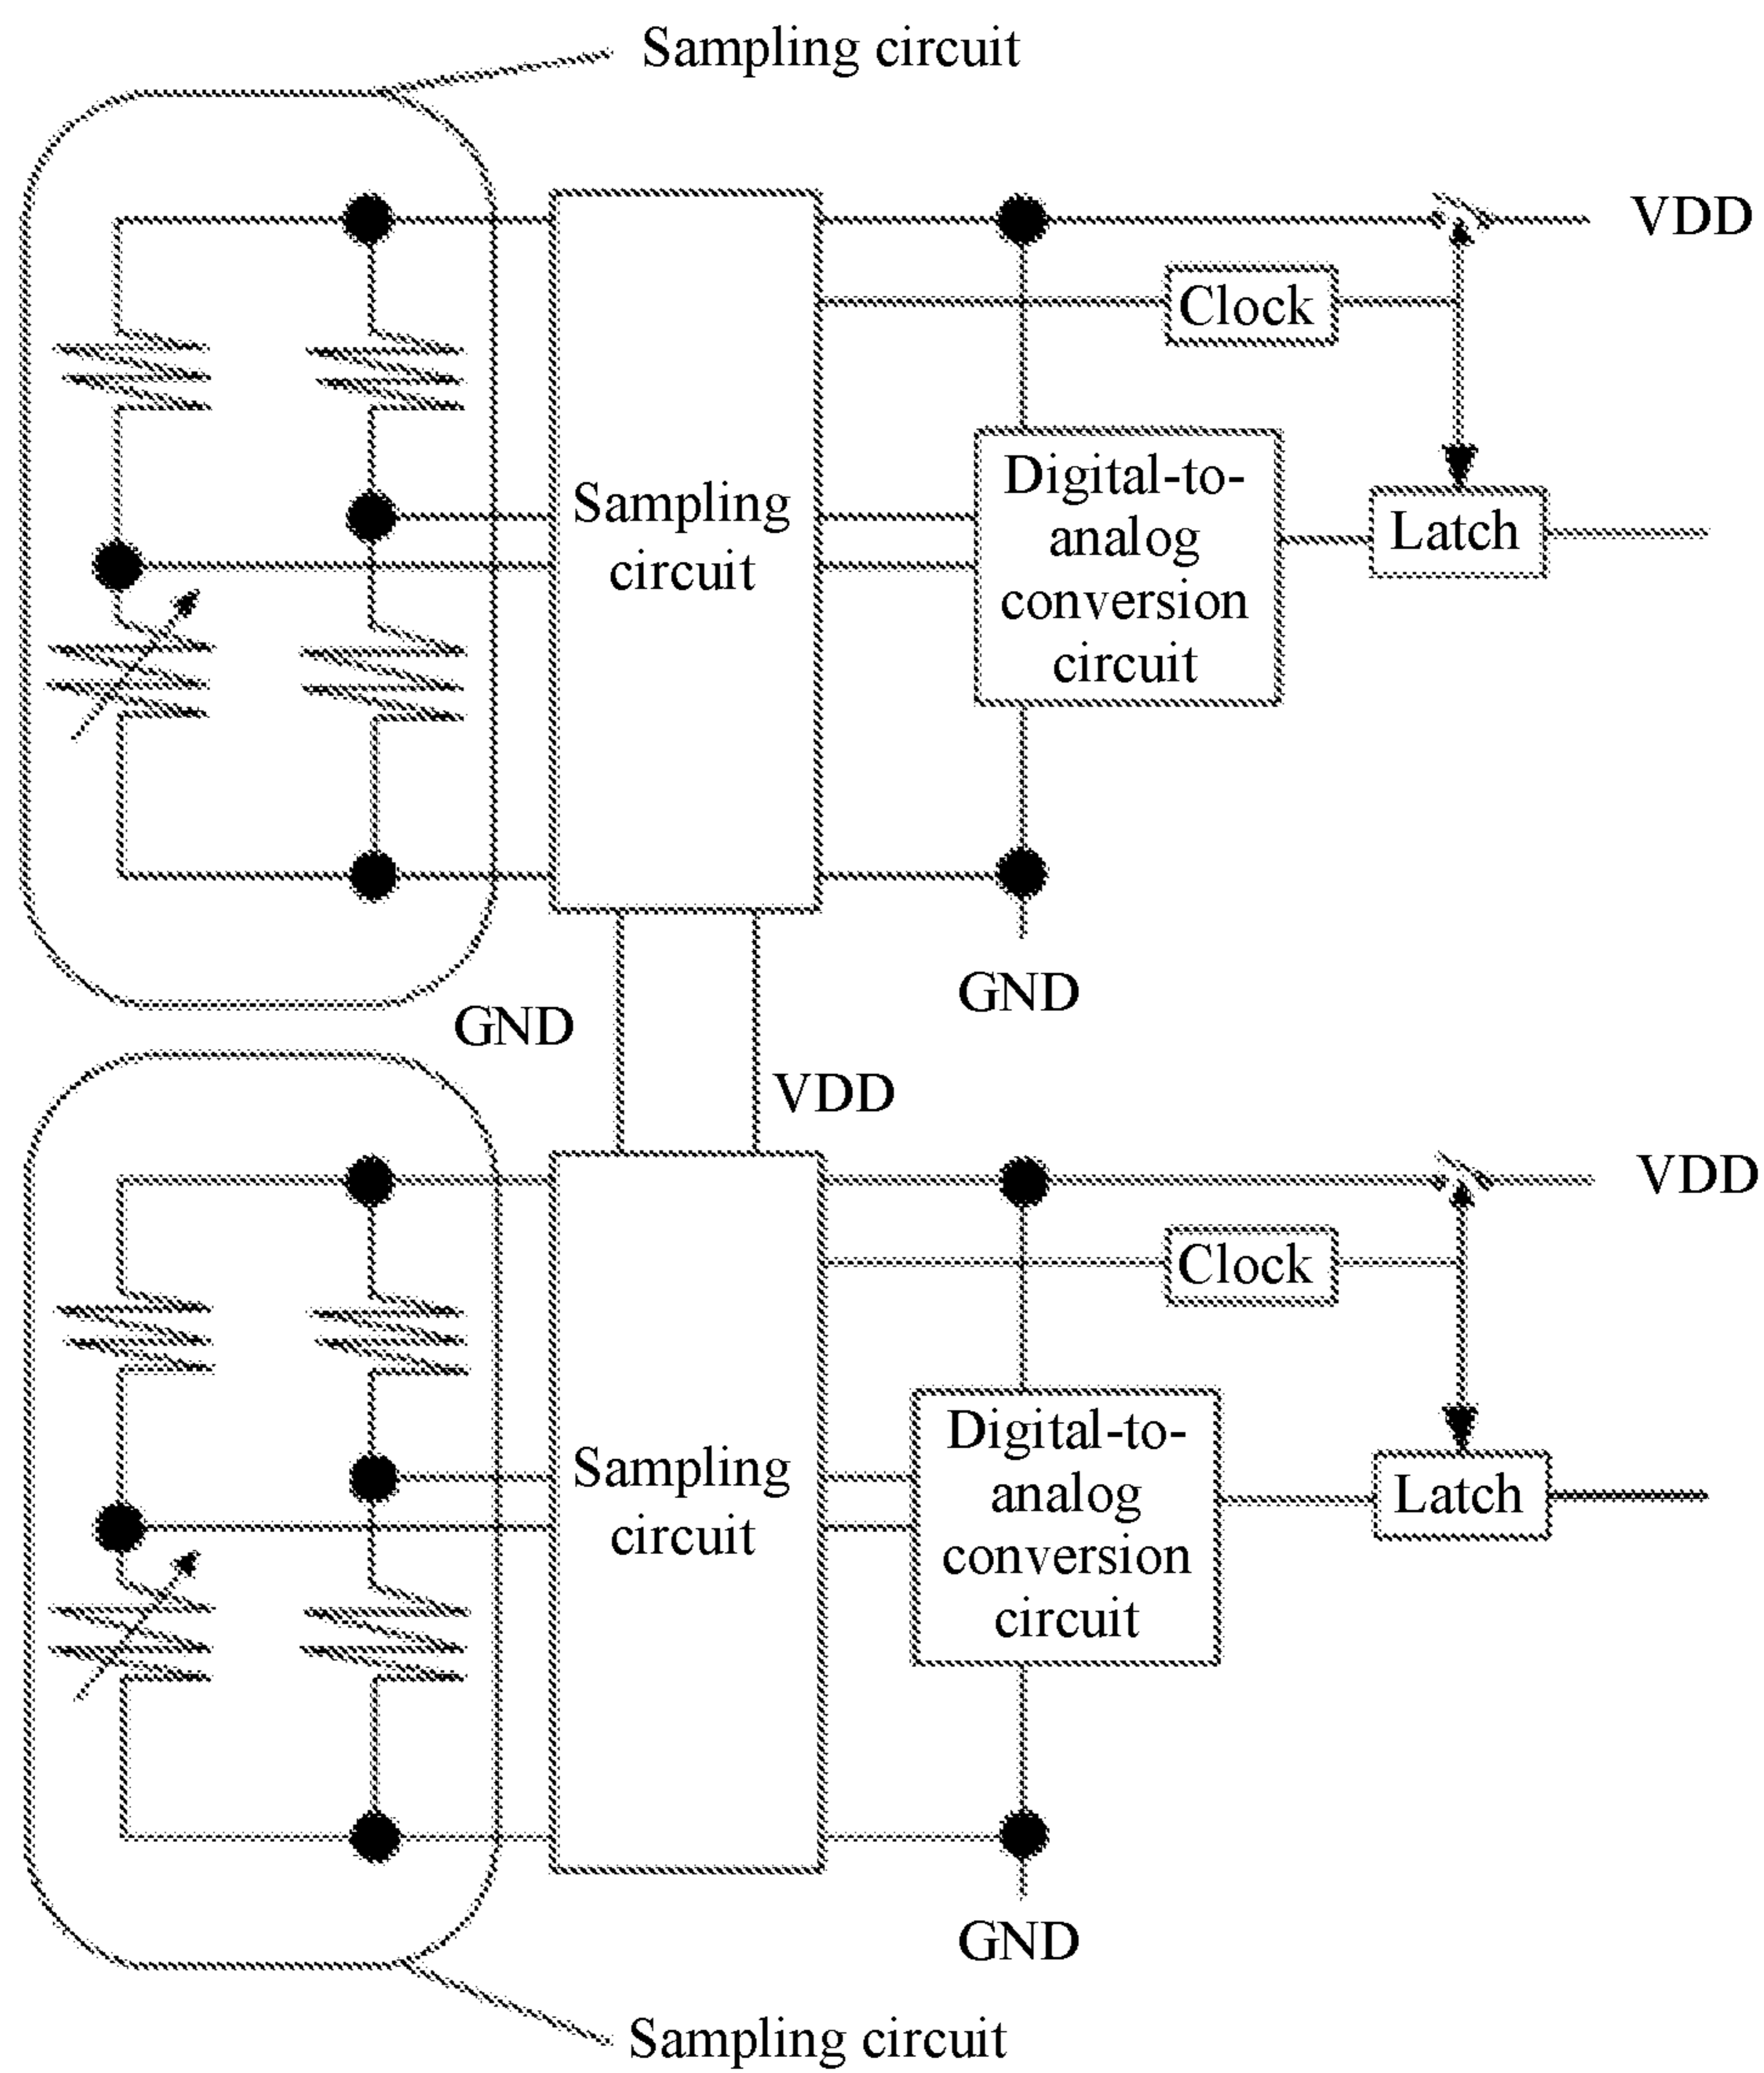 Sampling circuit
VDD
Clock
Digital-to-
analog
conversion
circuit
Sampling
circuit
Latch
GND
GND
VDD
VDD
Clock
Digital-to-
analog
conversion
circuit
Sampling
circuit
Latch
GND
Sampling circuit